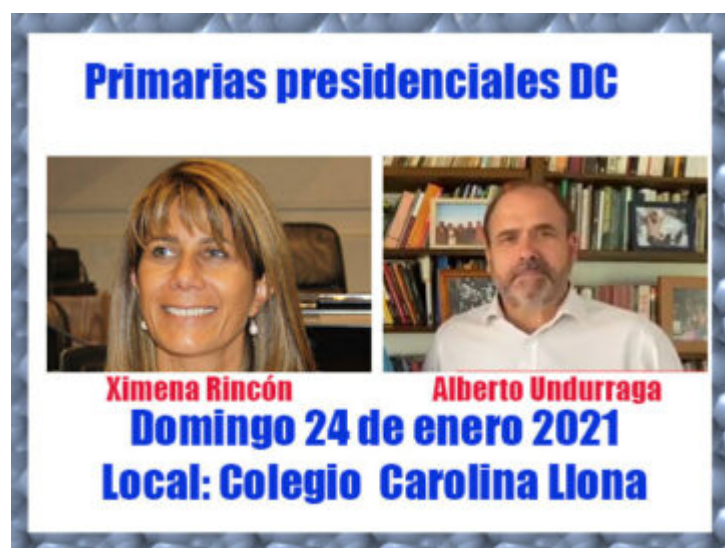 Primarias presidenciales DC
Ximena Rincón Alberto Undurraga
Domingo 24 de enero 2021
Local: Colegio Carolina Llona